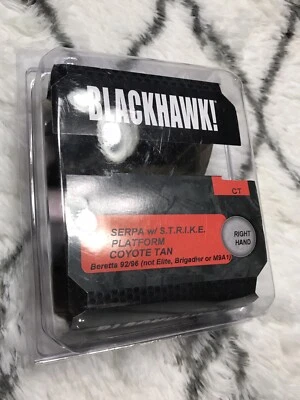 BLACKHAWK!
CT
SERPA w/ S.T.R.I.K.E.
PLATFORM
COYOTE TAN
Beretta 92/96 (not Elite, Brigadier or M9A1)
RIGHT
HAND